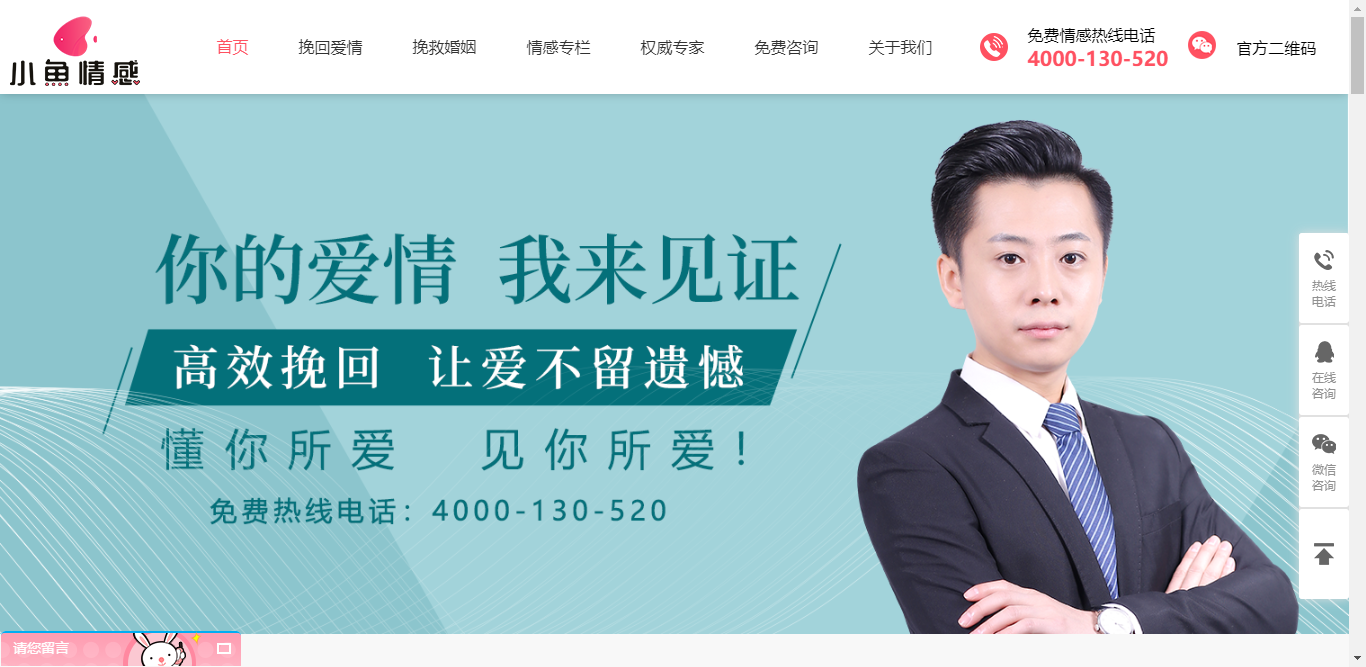 小鱼情感
首页 挽回爱情 挽救婚姻 情感专栏 权威专家 免费咨询 关于我们
免费情感热线电话
4000-130-520
官方二维码
你的爱情 我来见证
高效挽回 让爱不留遗憾
懂你所爱 见你所爱！
免费热线电话：4000-130-520
热线
电话
在线
咨询
微信
咨询
请您留言